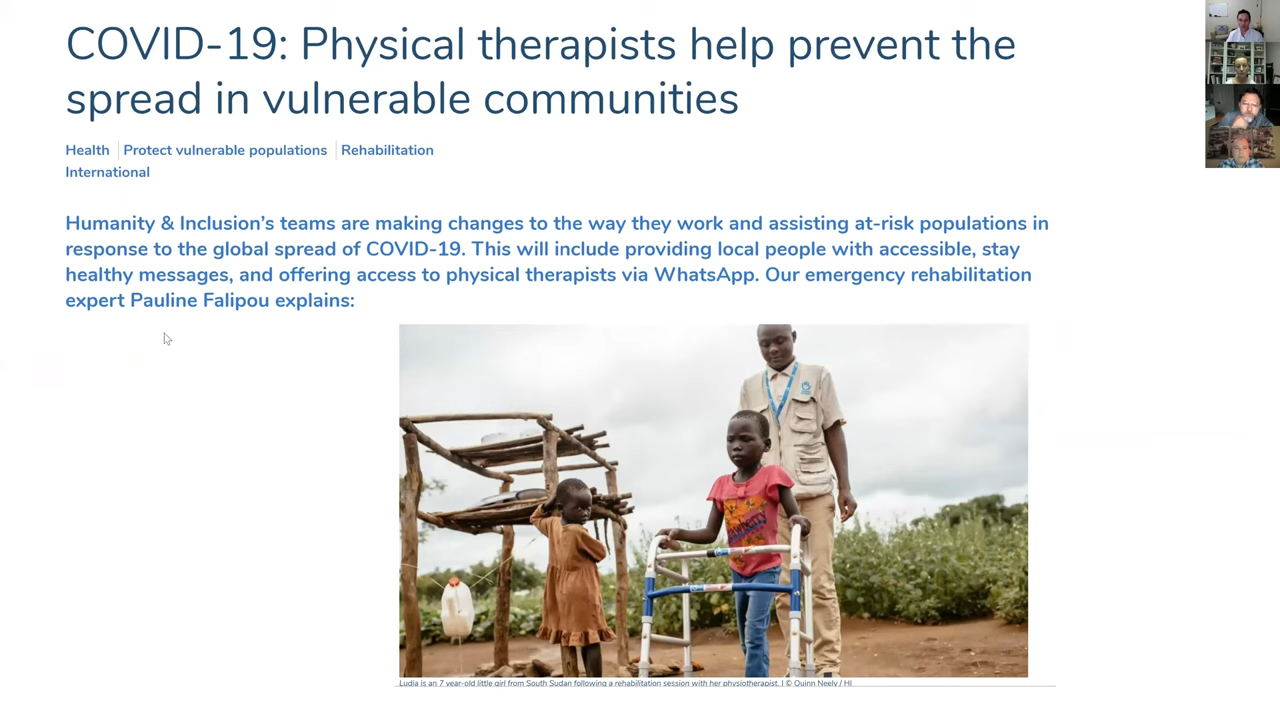 COVID-19: Physical therapists help prevent the
spread in vulnerable communities
Health Protect vulnerable populations Rehabilitation
International
Humanity & Inclusion’s teams are making changes to the way they work and assisting at-risk populations in
response to the global spread of COVID-19. This will include providing local people with accessible, stay
healthy messages, and offering access to physical therapists via WhatsApp. Our emergency rehabilitation
expert Pauline Falipou explains:
Ludia is an 7 year-old little girl from South Sudan following a rehabilitation session with her physiotherapist. | © Quinn Neely / HI